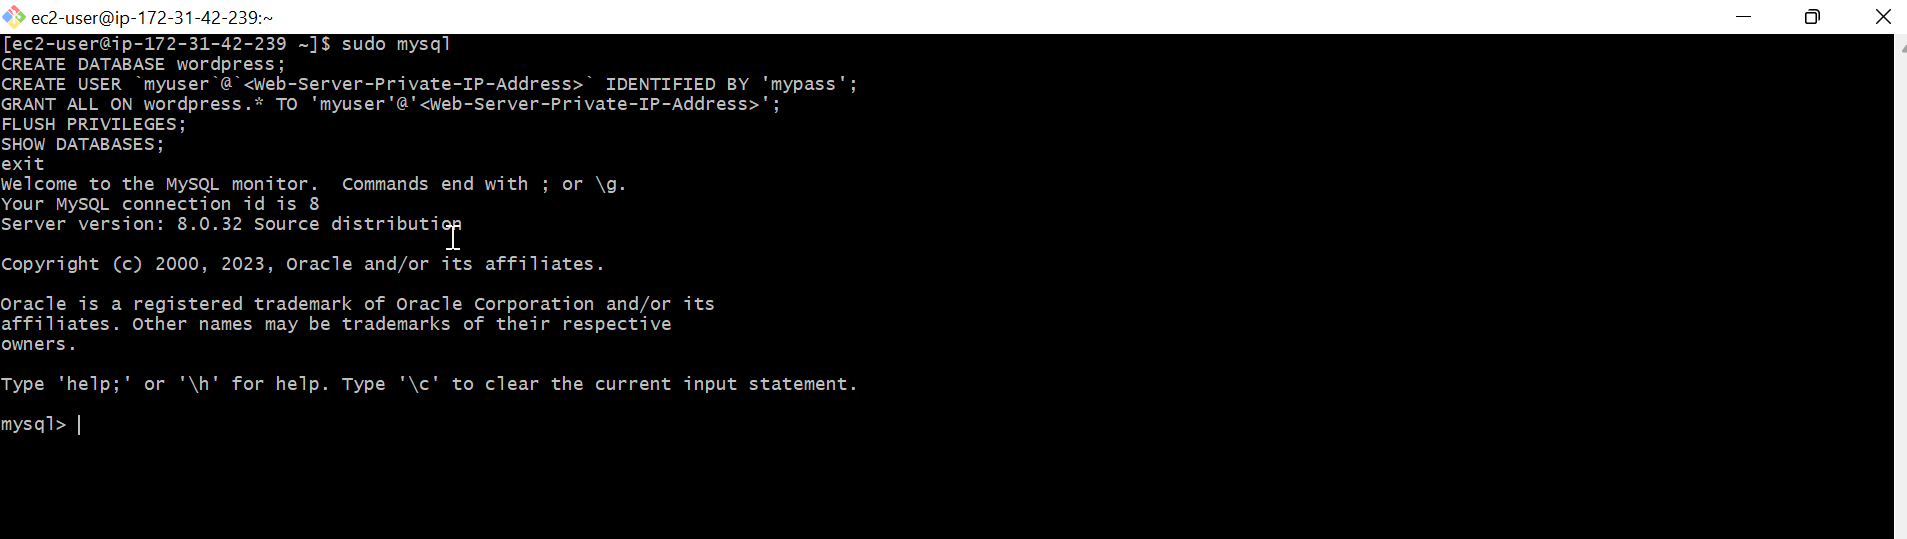 ec2-user@ip-172-31-42-239:~
[ec2-user@ip-172-31-42-239 ~]$ sudo mysql
CREATE DATABASE wordpress;
CREATE USER `myuser`@`<Web-Server-Private-IP-Address>` IDENTIFIED BY 'mypass';
GRANT ALL ON wordpress.* TO 'myuser'@'<Web-Server-Private-IP-Address>';
FLUSH PRIVILEGES;
SHOW DATABASES;
exit
Welcome to the MySQL monitor.  Commands end with ; or \g.
Your MySQL connection id is 8
Server version: 8.0.32 Source distribution
Copyright (c) 2000, 2023, Oracle and/or its affiliates.
Oracle is a registered trademark of Oracle Corporation and/or its
affiliates. Other names may be trademarks of their respective
owners.
Type 'help;' or '\h' for help. Type '\c' to clear the current input statement.
mysql>